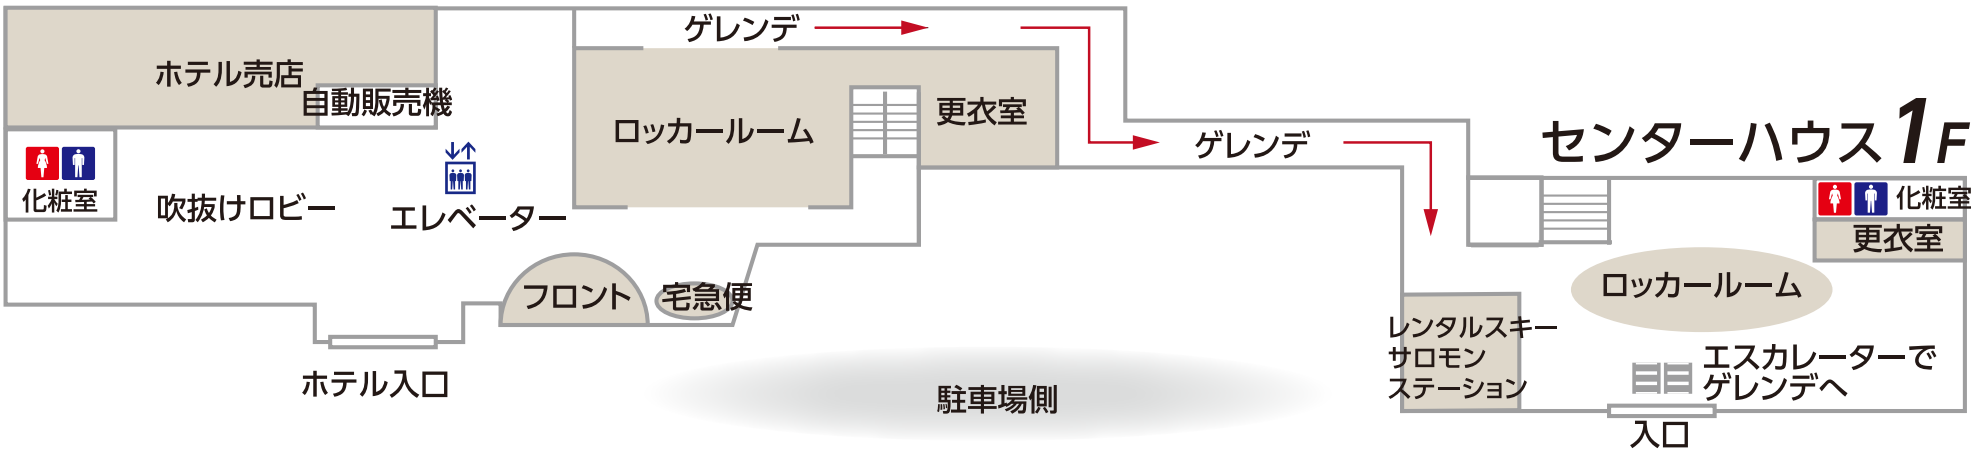 ゲレンデ
ホテル売店
自動販売機
ロッカールーム
更衣室
ゲレンデ
センターハウス1F
化粧室
吹抜けロビー
エレベーター
化粧室
更衣室
フロント
宅急便
ロッカールーム
レンタルスキー
サロモン
ステーション
エスカレーターで
ゲレンデへ
ホテル入口
駐車場側
入口